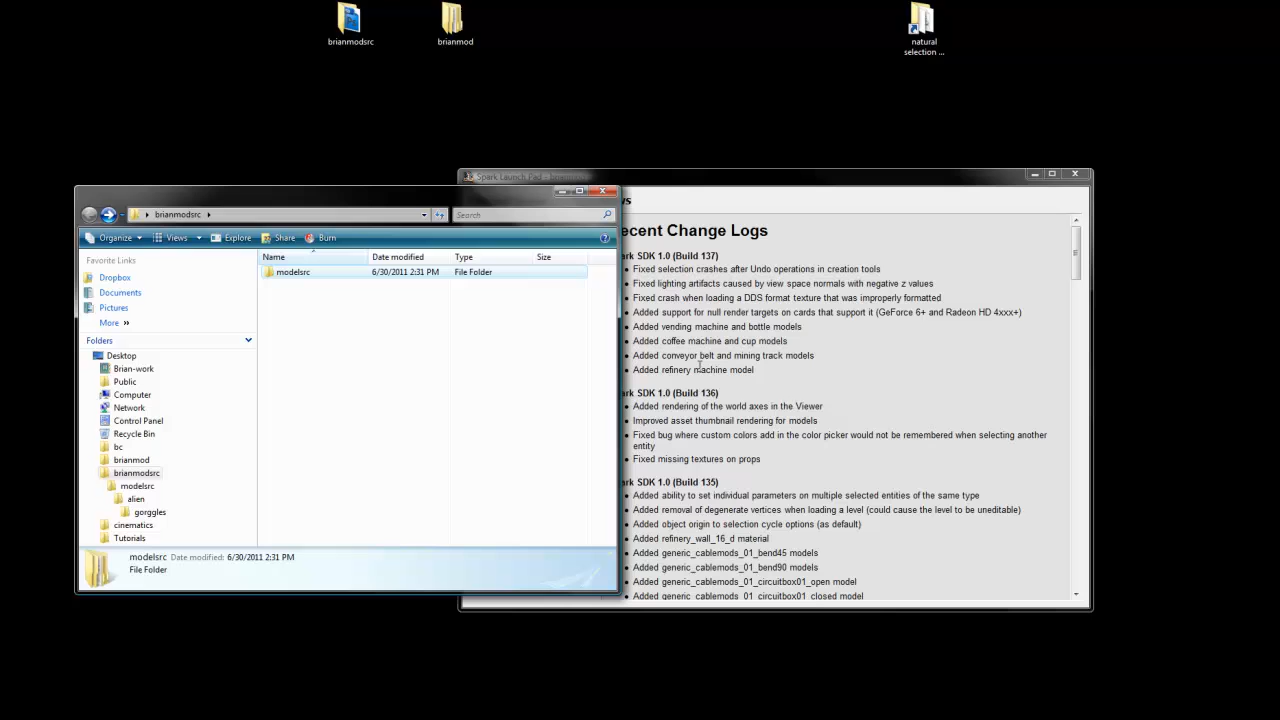 brianmodsrc
brianmod
natural
selection ...
Spark Launch Pad - brianmod
brianmodsrc
Search
Organize Views Explore Share Burn
Favorite Links
Dropbox
Documents
Pictures
More
Folders
Desktop
Brian-work
Public
Computer
Network
Control Panel
Recycle Bin
bc
brianmod
brianmodsrc
modelsrc
alien
gorggles
cinematics
Tutorials
Name Date modified Type Size
modelsrc 6/30/2011 2:31 PM File Folder
modelsrc Date modified: 6/30/2011 2:31 PM
File Folder
ws
ecent Change Logs
ark SDK 1.0 (Build 137)
Fixed selection crashes after Undo operations in creation tools
Fixed lighting artifacts caused by view space normals with negative z values
Fixed crash when loading a DDS format texture that was improperly formatted
Added support for null render targets on cards that support it (GeForce 6+ and Radeon HD 4xxx+)
Added vending machine and bottle models
Added coffee machine and cup models
Added conveyor belt and mining track models
Added refinery machine model
ark SDK 1.0 (Build 136)
Added rendering of the world axes in the Viewer
Improved asset thumbnail rendering for models
Fixed bug where custom colors add in the color picker would not be remembered when selecting another
entity
Fixed missing textures on props
ark SDK 1.0 (Build 135)
Added ability to set individual parameters on multiple selected entities of the same type
Added removal of degenerate vertices when loading a level (could cause the level to be uneditable)
Added object origin to selection cycle options (as default)
Added refinery_wall_16_d material
Added generic_cablemods_01_bend45 models
Added generic_cablemods_01_bend90 models
Added generic_cablemods_01_circuitbox01_open model
Added generic_cablemods_01_circuitbox01_closed model